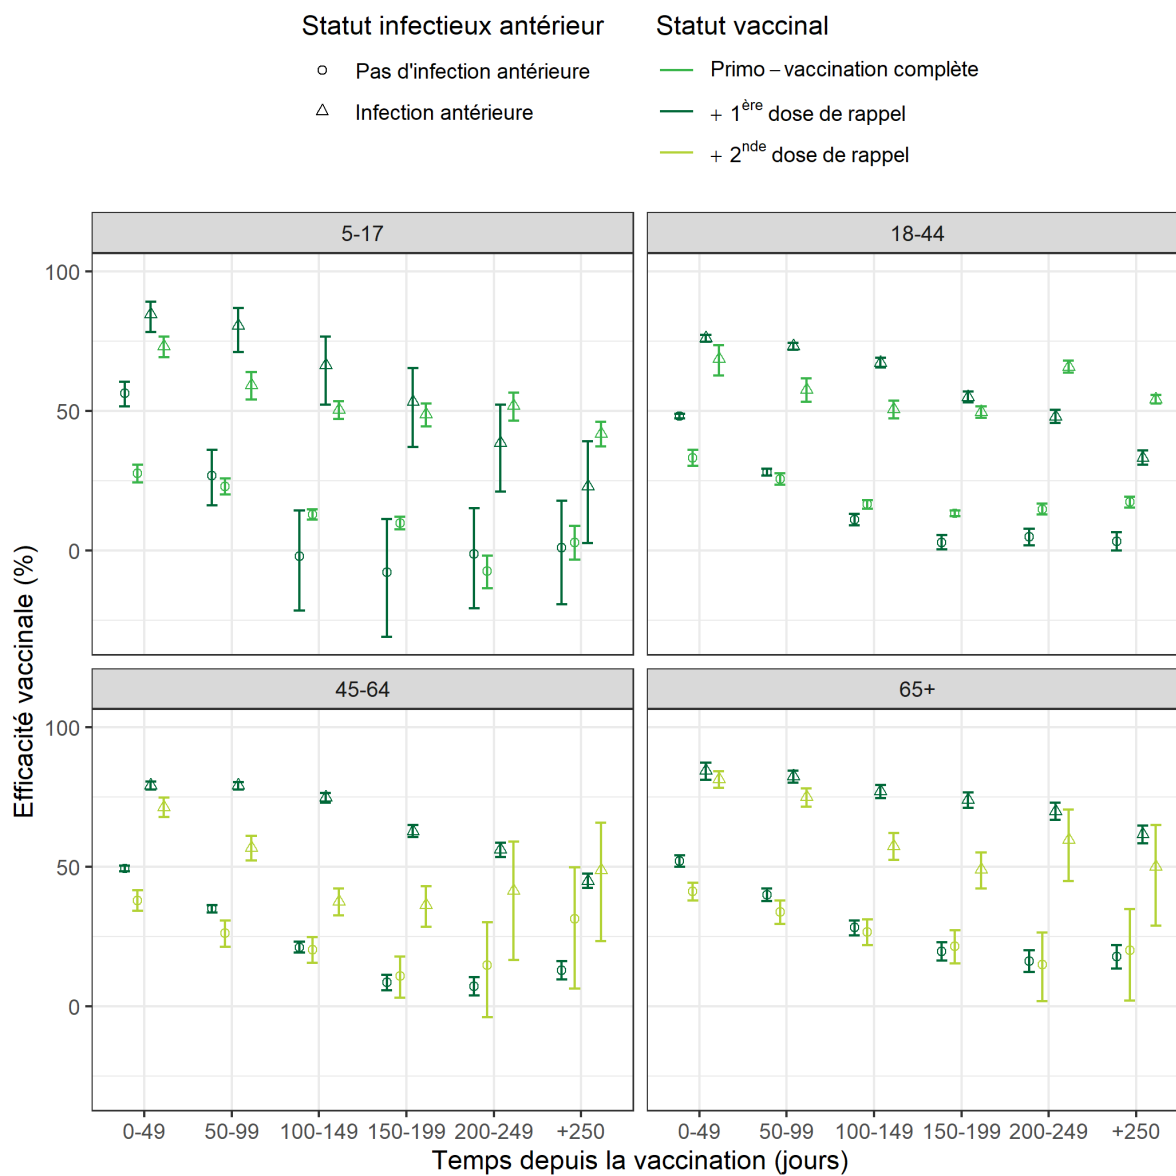 Statut infectieux antérieur
Pas d'infection antérieure
Infection antérieure
Statut vaccinal
Primo – vaccination complète
+ 1ère dose de rappel
+ 2nde dose de rappel
5-17
18-44
100
50
0
45-64
65+
100
50
0
Efficacité vaccinale (%)
0-49 50-99 100-149 150-199 200-249 +250
0-49 50-99 100-149 150-199 200-249 +250
Temps depuis la vaccination (jours)